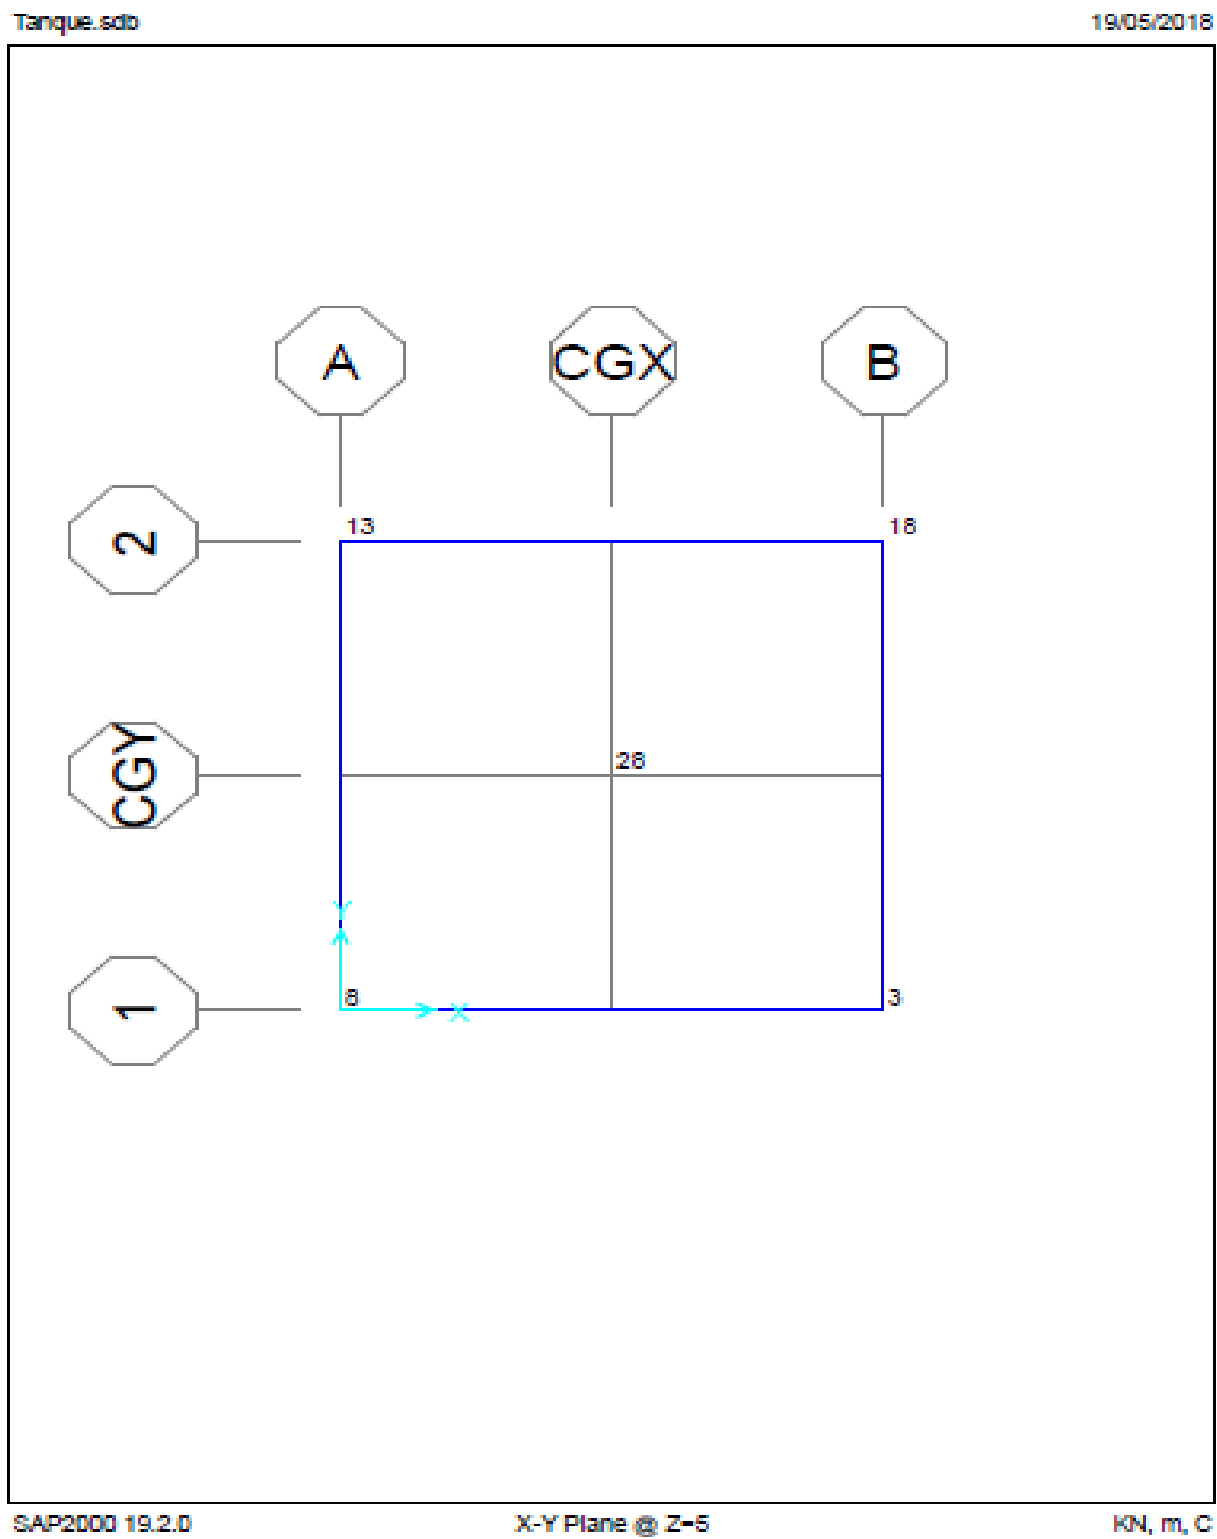 Tanque.sdb 19/05/2018
A CGX B
2
13 18
CGY
28
1
8 3
Y
X
SAP2000 19.2.0 X-Y Plane @ Z=5 KN, m, C